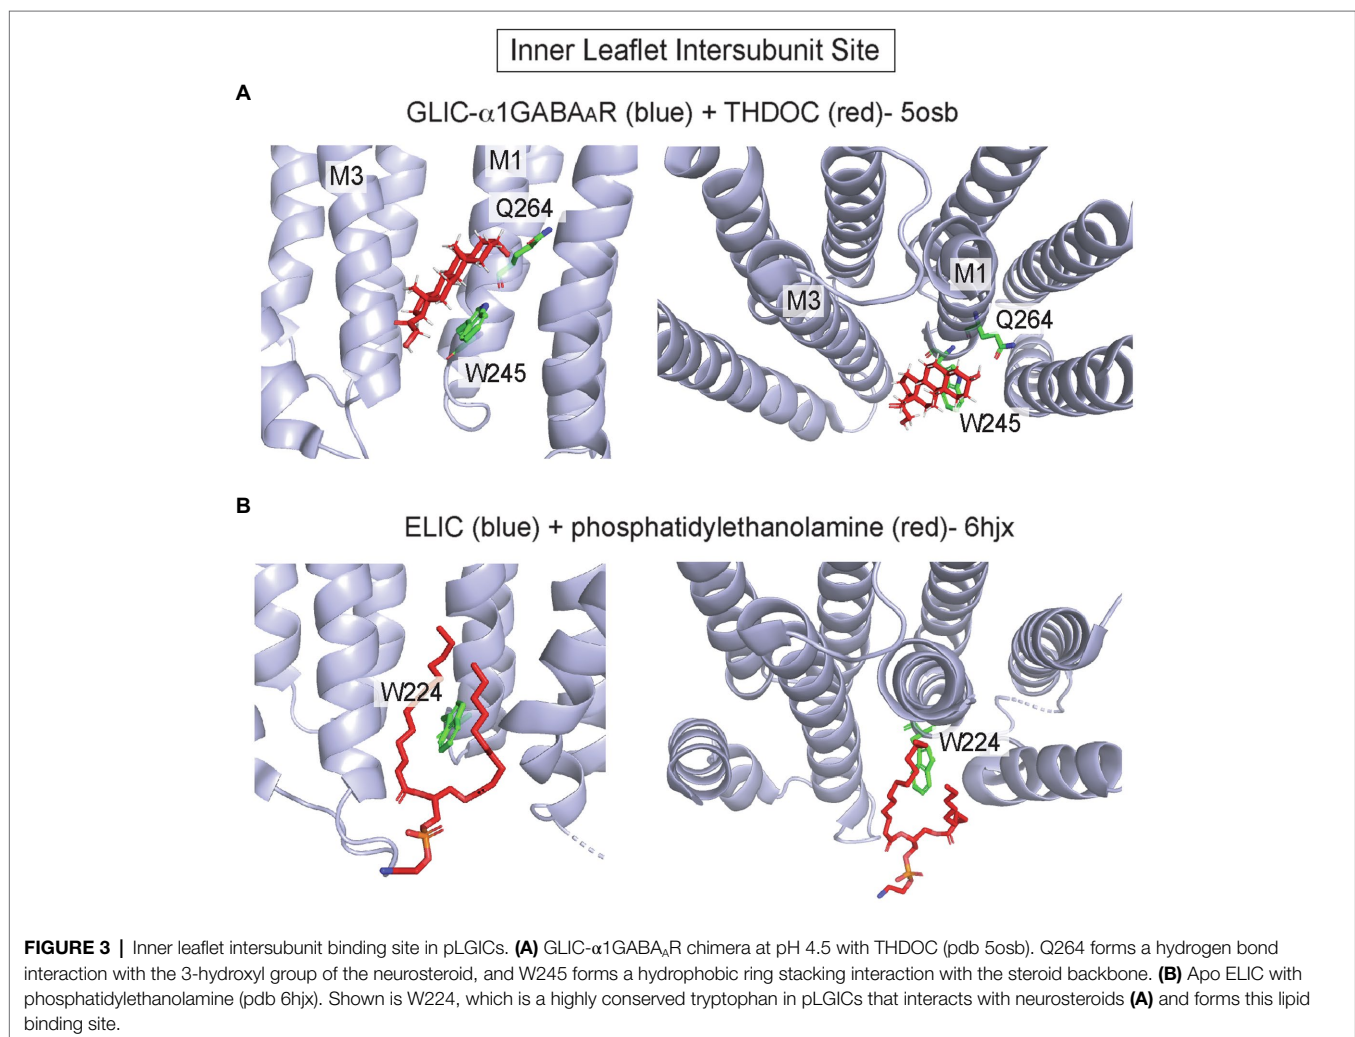 Inner Leaflet Intersubunit Site
A
GLIC-α1GABAAR (blue) + THDOC (red)- 5osb
M3
M1
Q264
W245
M3
M1
Q264
W245
B
ELIC (blue) + phosphatidylethanolamine (red)- 6hjx
W224
W224
FIGURE 3 | Inner leaflet intersubunit binding site in pLGICs. (A) GLIC-α1GABAAR chimera at pH 4.5 with THDOC (pdb 5osb). Q264 forms a hydrogen bond
interaction with the 3-hydroxyl group of the neurosteroid, and W245 forms a hydrophobic ring stacking interaction with the steroid backbone. (B) Apo ELIC with
phosphatidylethanolamine (pdb 6hjx). Shown is W224, which is a highly conserved tryptophan in pLGICs that interacts with neurosteroids (A) and forms this lipid
binding site.